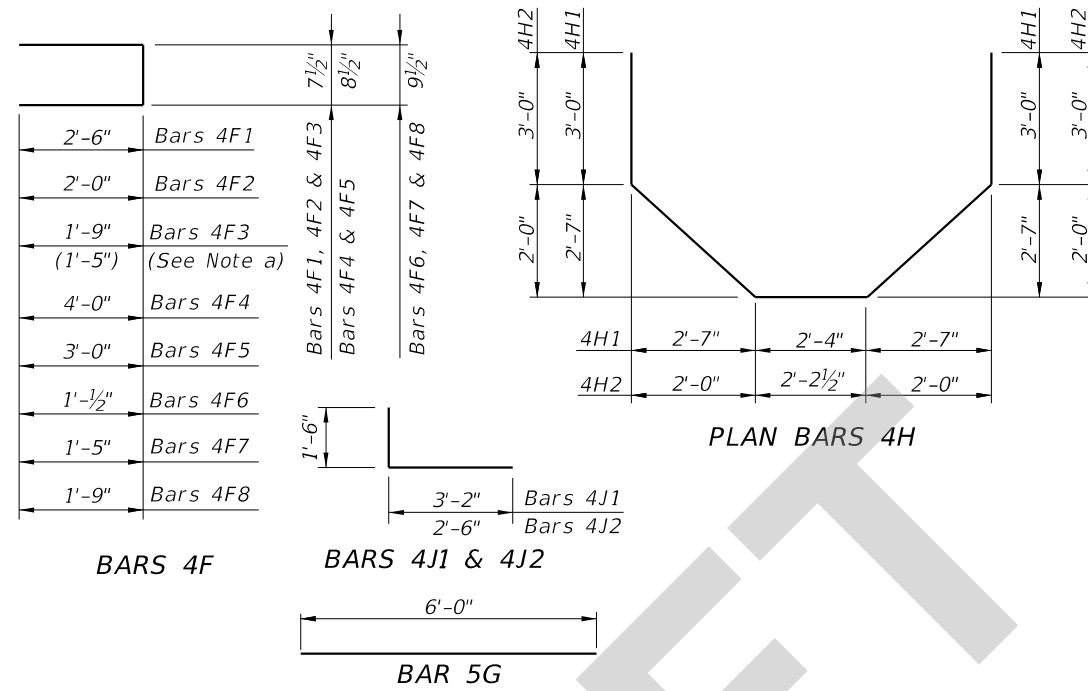 2'-6" Bars 4F1
2'-0" Bars 4F2
1'-9" Bars 4F3
(1'-5") (See Note a)
4'-0" Bars 4F4
3'-0" Bars 4F5
1'-½" Bars 4F6
1'-5" Bars 4F7
1'-9" Bars 4F8
BARS 4F
7½"
8½"
9½"
Bars 4F1, 4F2 & 4F3
Bars 4F4 & 4F5
Bars 4F6, 4F7 & 4F8
1'-6"
3'-2" Bars 4J1
2'-6" Bars 4J2
BARS 4J1 & 4J2
6'-0"
BAR 5G
4H2
4H1
3'-0"
3'-0"
2'-0"
2'-7"
4H1
4H2
3'-0"
3'-0"
2'-7"
2'-0"
4H1 2'-7" 2'-4" 2'-7"
4H2 2'-0" 2'-2½" 2'-0"
PLAN BARS 4H